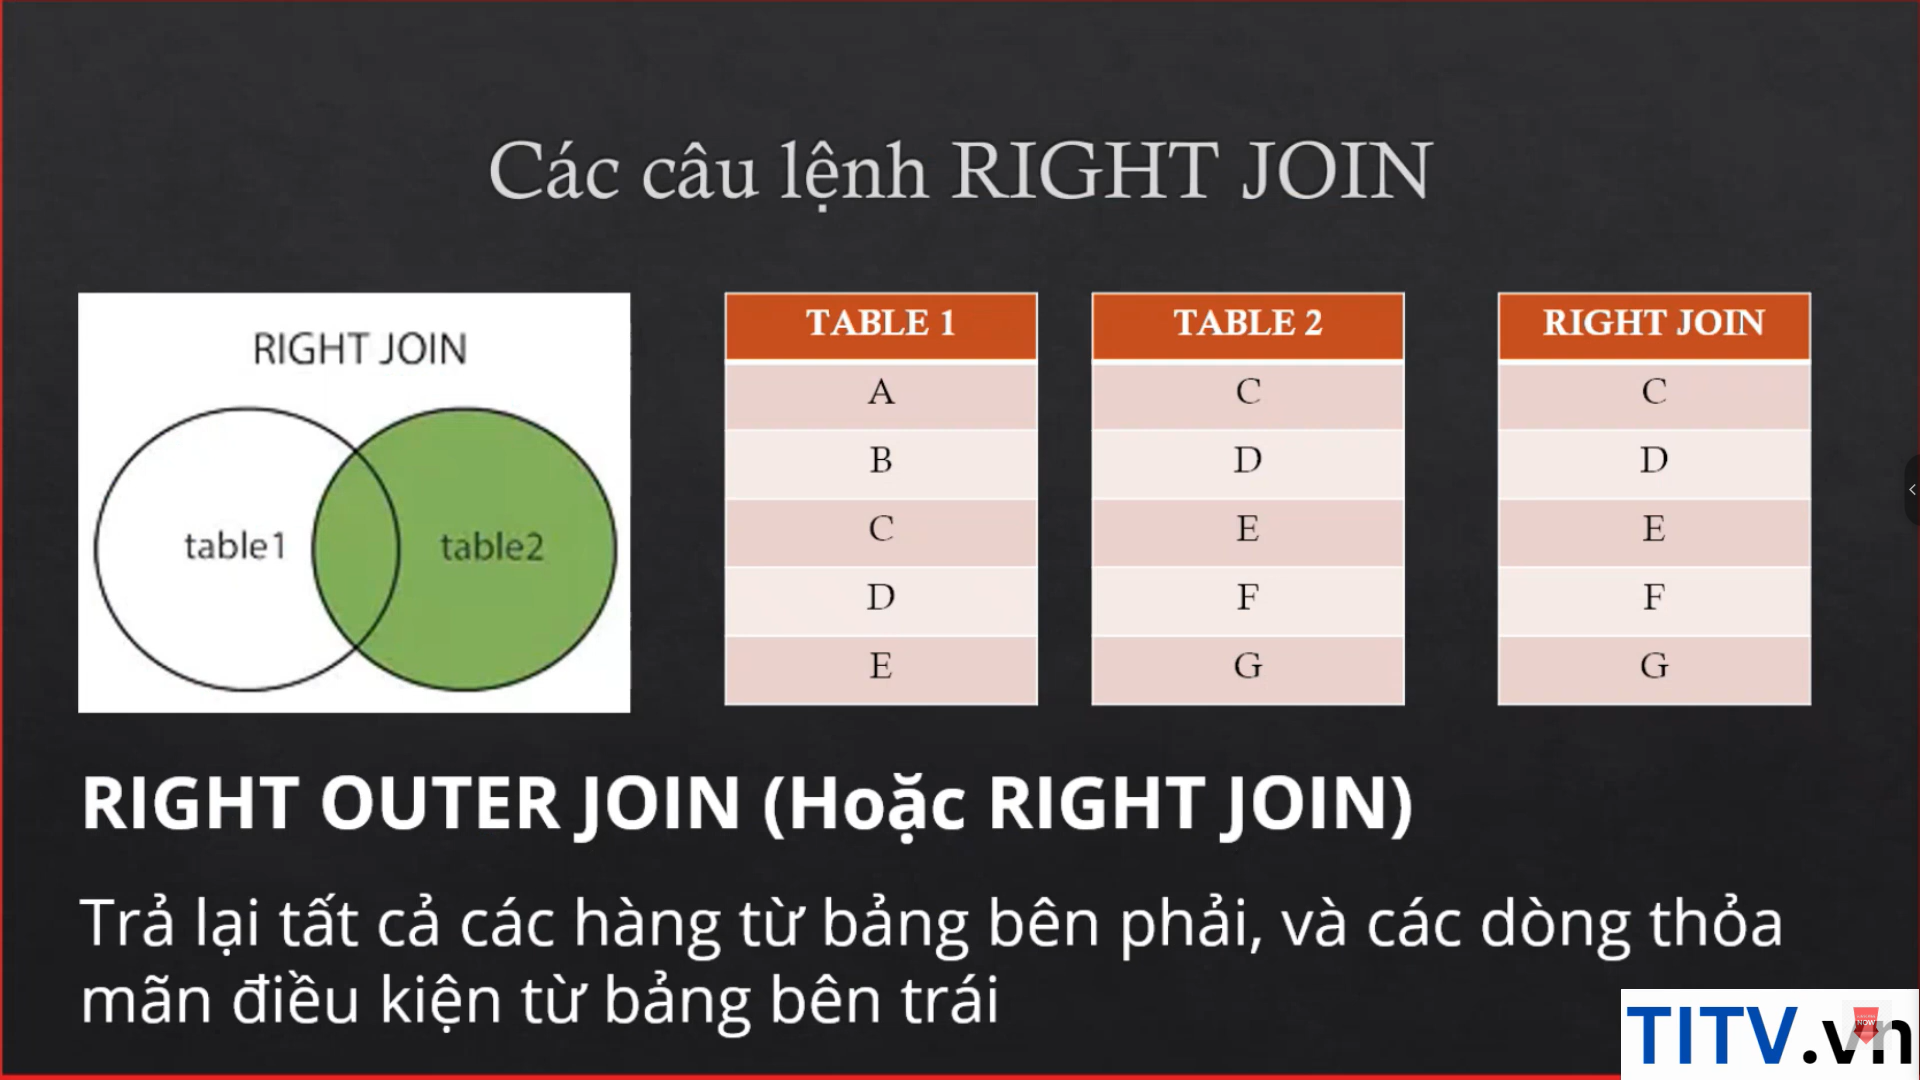 Các câu lệnh RIGHT JOIN
RIGHT JOIN
table1
table2
TABLE 1
A
B
C
D
E
TABLE 2
C
D
E
F
G
RIGHT JOIN
C
D
E
F
G
RIGHT OUTER JOIN (Hoặc RIGHT JOIN)
Trả lại tất cả các hàng từ bảng bên phải, và các dòng thỏa
mãn điều kiện từ bảng bên trái
TITV.vn
NOW